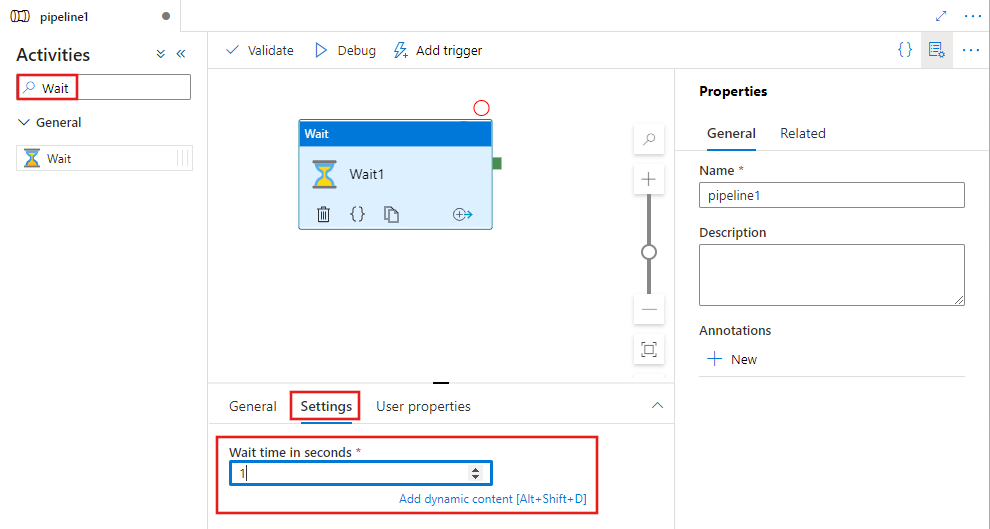 pipeline1
Activities
Wait
General
Wait
Validate
Debug
Add trigger
Wait
Wait1
General
Settings
User properties
Wait time in seconds *
1
Add dynamic content [Alt+Shift+D]
Properties
General
Related
Name *
pipeline1
Description
Annotations
New